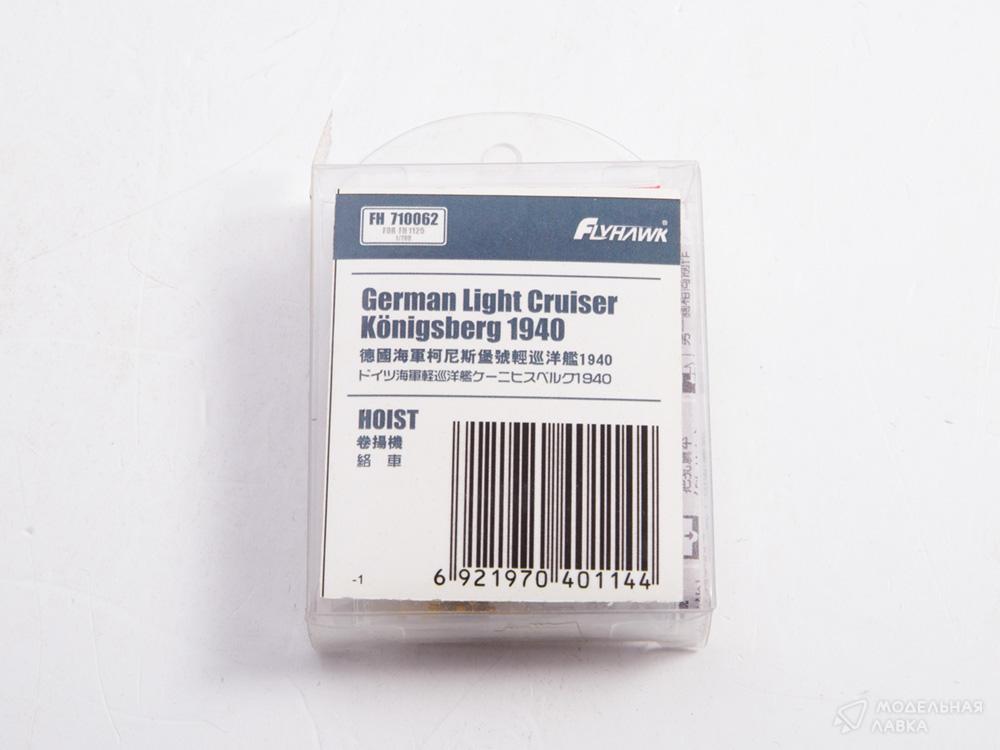 FH 710062
FOR FH 1125
1/700
FLYHAWK®
German Light Cruiser
Königsberg 1940
德國海軍柯尼斯堡號輕巡洋艦1940
ドイツ海軍軽巡洋艦ケーニヒスベルク1940
HOIST
卷揚機
絡 車
-1
6 921970 401144
МОДЕЛЬНАЯ
ЛАВКА